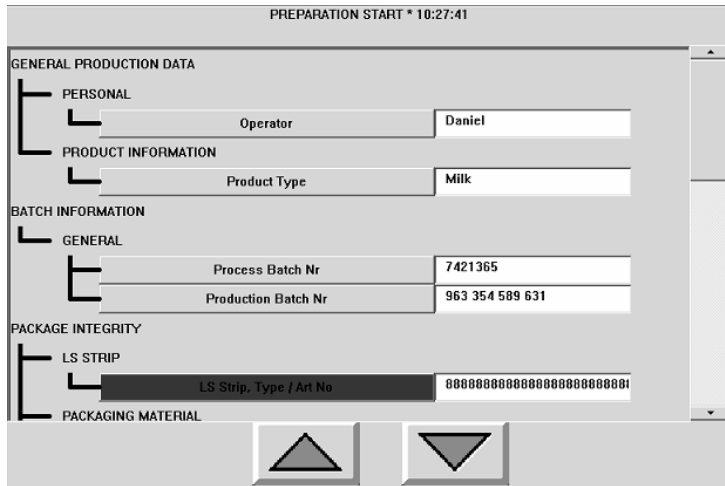 PREPARATION START * 10:27:41
GENERAL PRODUCTION DATA
PERSONAL
Operator Daniel
PRODUCT INFORMATION
Product Type Milk
BATCH INFORMATION
GENERAL
Process Batch Nr 7421365
Production Batch Nr 963 354 589 631
PACKAGE INTEGRITY
LS STRIP
LS Strip, Type / Art No
PACKAGING MATERIAL